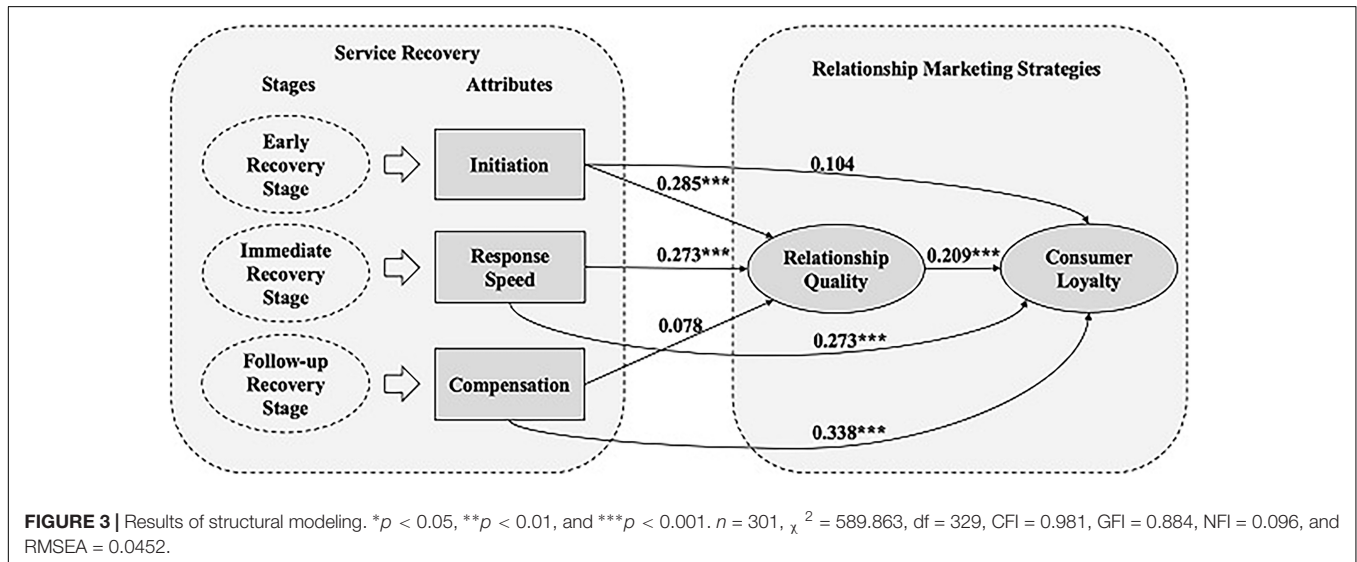 Service Recovery
Stages
Attributes
Relationship Marketing Strategies
Early
Recovery
Stage
Initiation
0.104
0.285***
Immediate
Recovery
Stage
Response
Speed
0.273***
Relationship
Quality
0.209***
Consumer
Loyalty
0.078
0.273***
Follow-up
Recovery
Stage
Compensation
0.338***
FIGURE 3 | Results of structural modeling. *p < 0.05, **p < 0.01, and ***p < 0.001. n = 301, χ 2 = 589.863, df = 329, CFI = 0.981, GFI = 0.884, NFI = 0.096, and
RMSEA = 0.0452.